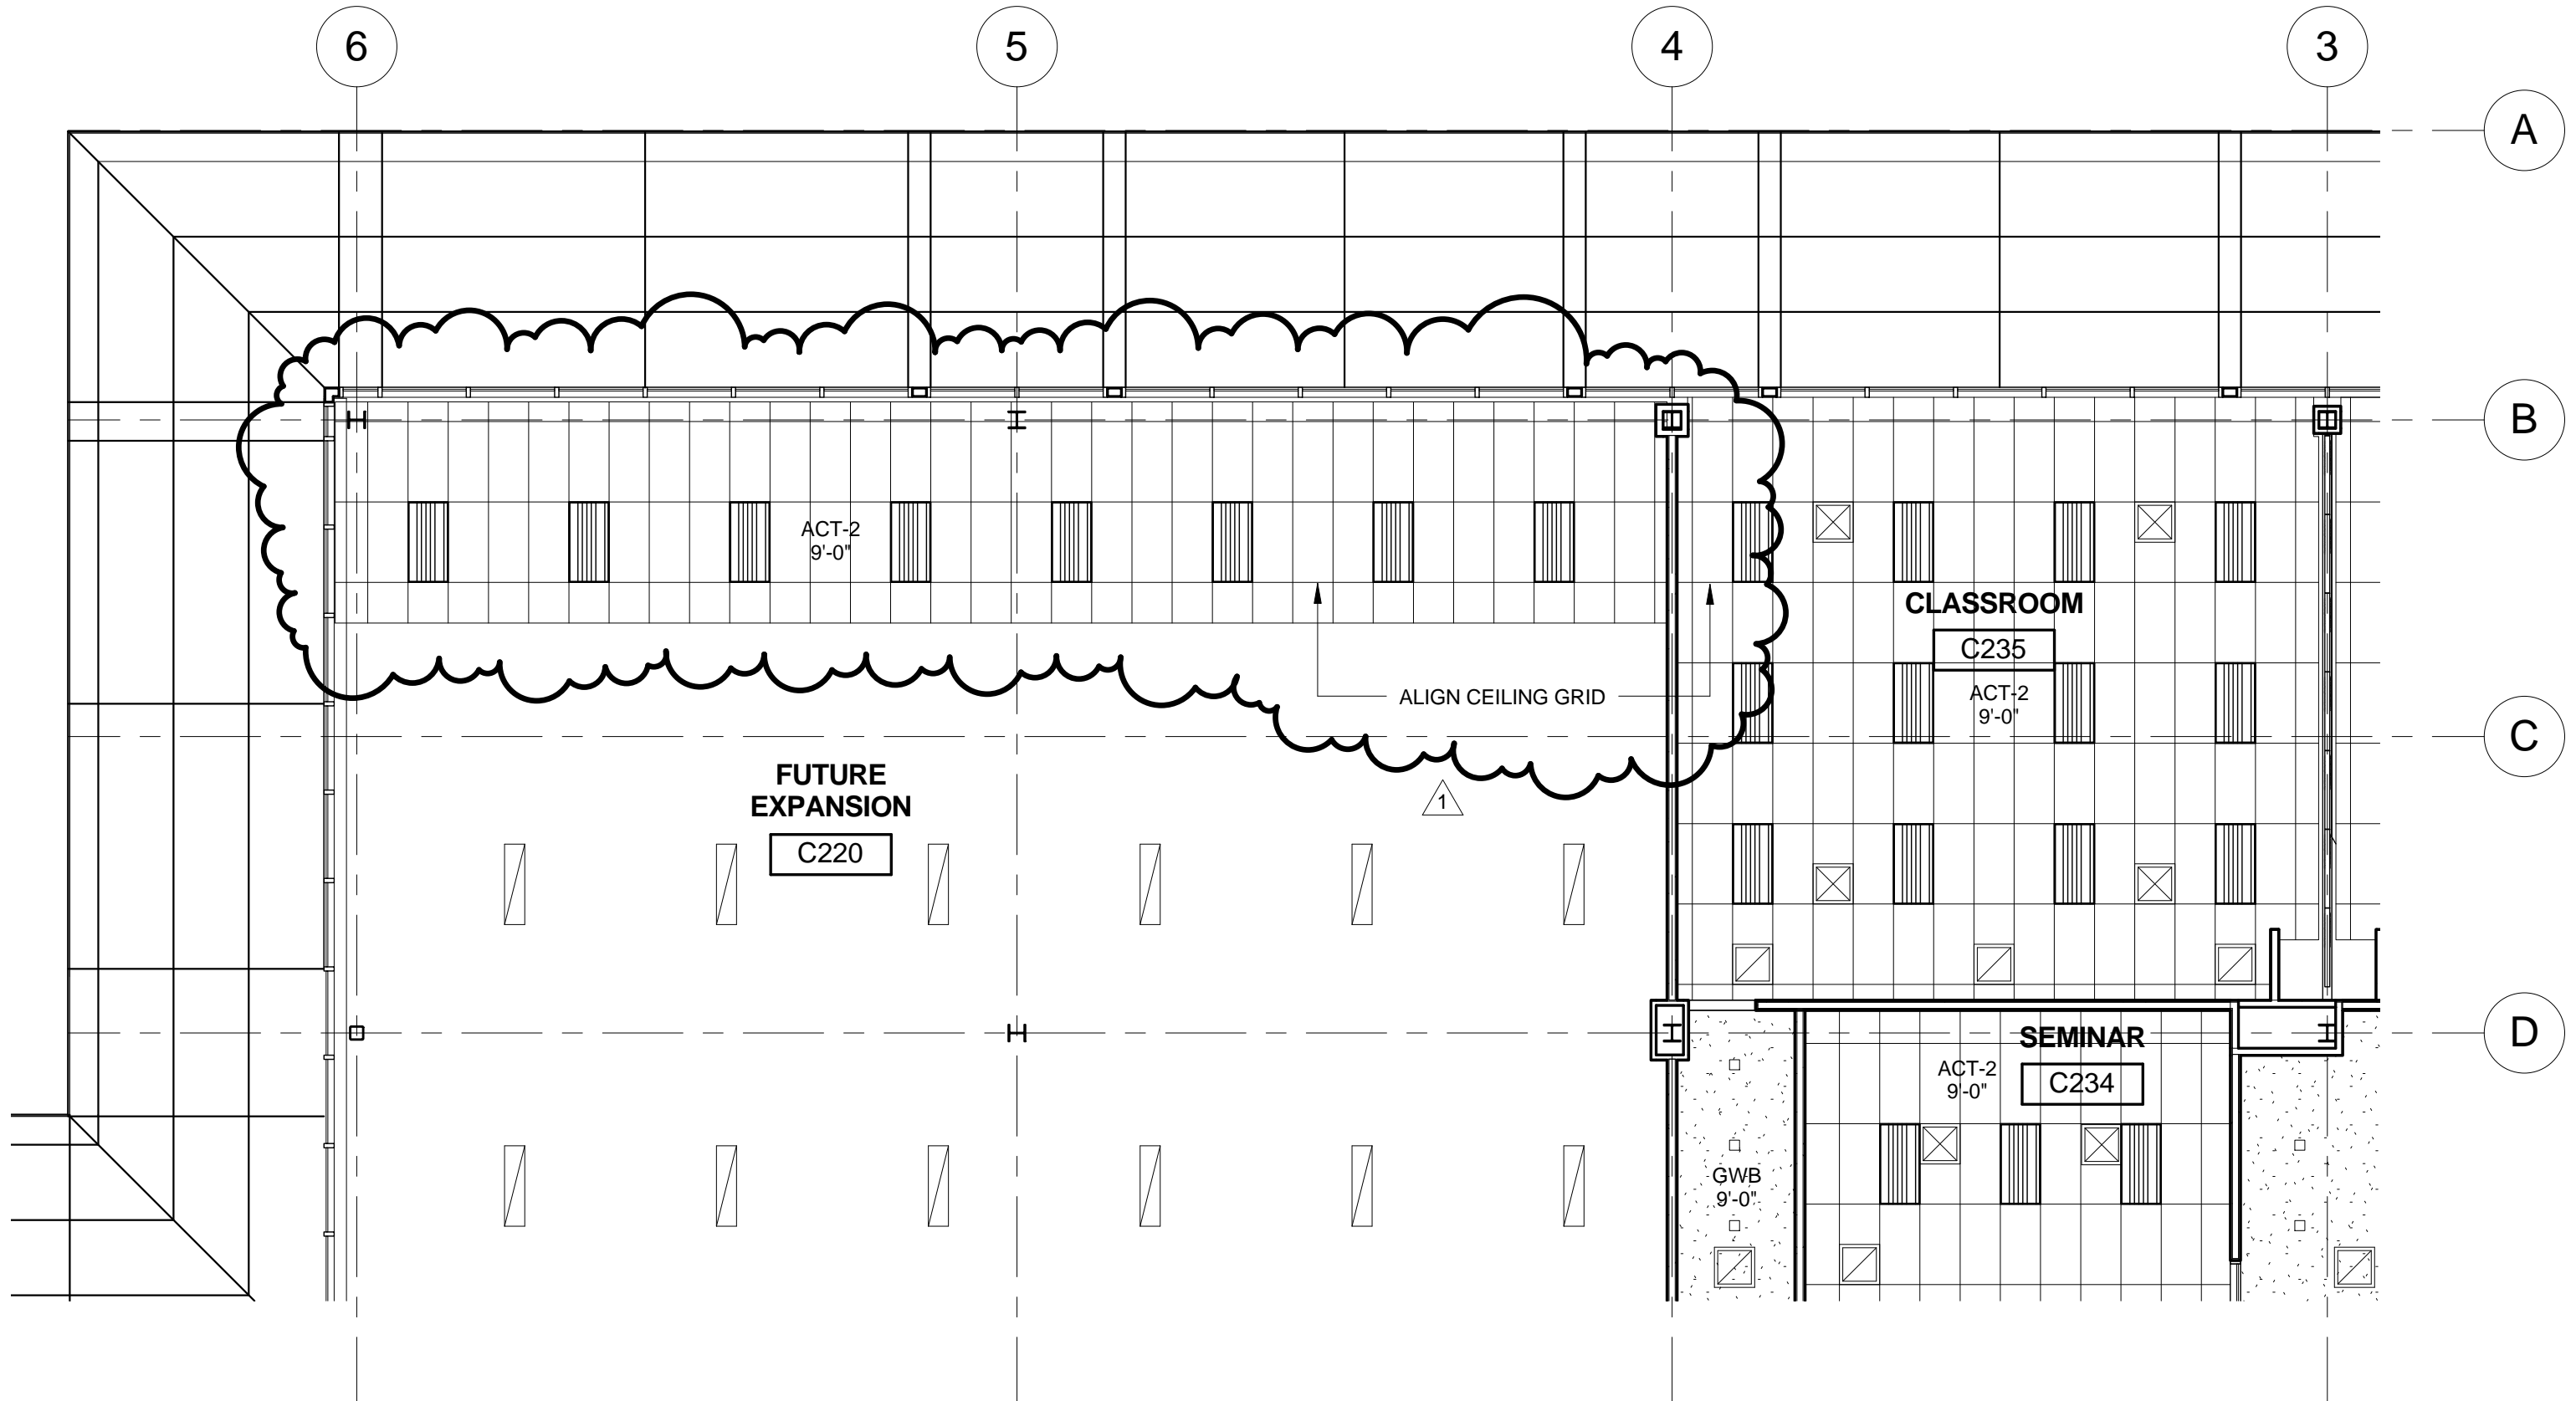 6
5
4
3
A
B
ACT-2
9'-0"
CLASSROOM
C235
ACT-2
9'-0"
ALIGN CEILING GRID
C
FUTURE
EXPANSION
C220
1
D
SEMINAR
C234
ACT-2
9'-0"
GWB
9'-0"